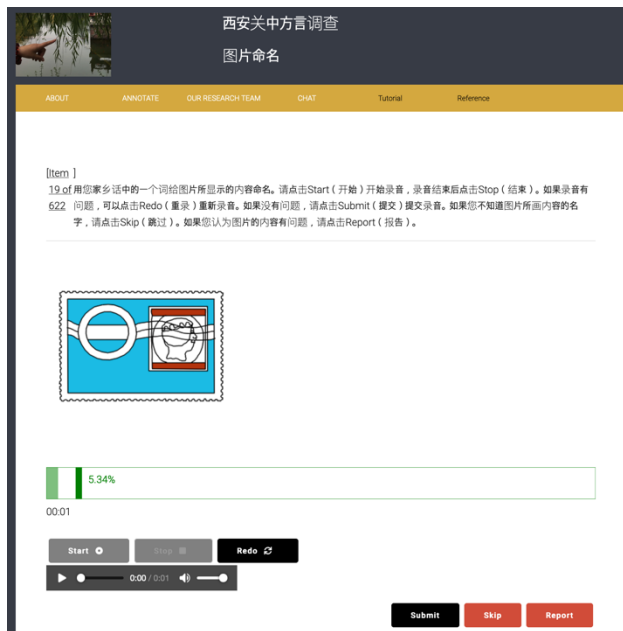 西安关中方言调查
图片命名
ABOUT ANNOTATE OUR RESEARCH TEAM CHAT Tutorial Reference
[Item ]
19 of 用您家乡话中的一个词给图片所显示的内容命名。请点击Start ( 开始 ) 开始录音，录音结束后点击Stop ( 结束 ) 。如果录音有
622 问题，可以点击Redo ( 重录 ) 重新录音。如果没有问题，请点击Submit ( 提交 ) 提交录音。如果您不知道图片所画内容的名
字，请点击Skip ( 跳过 ) 。如果您认为图片的内容有问题，请点击Report ( 报告 ) 。
5.34%
00:01
Start Stop Redo
0:00 / 0:01
Submit Skip Report